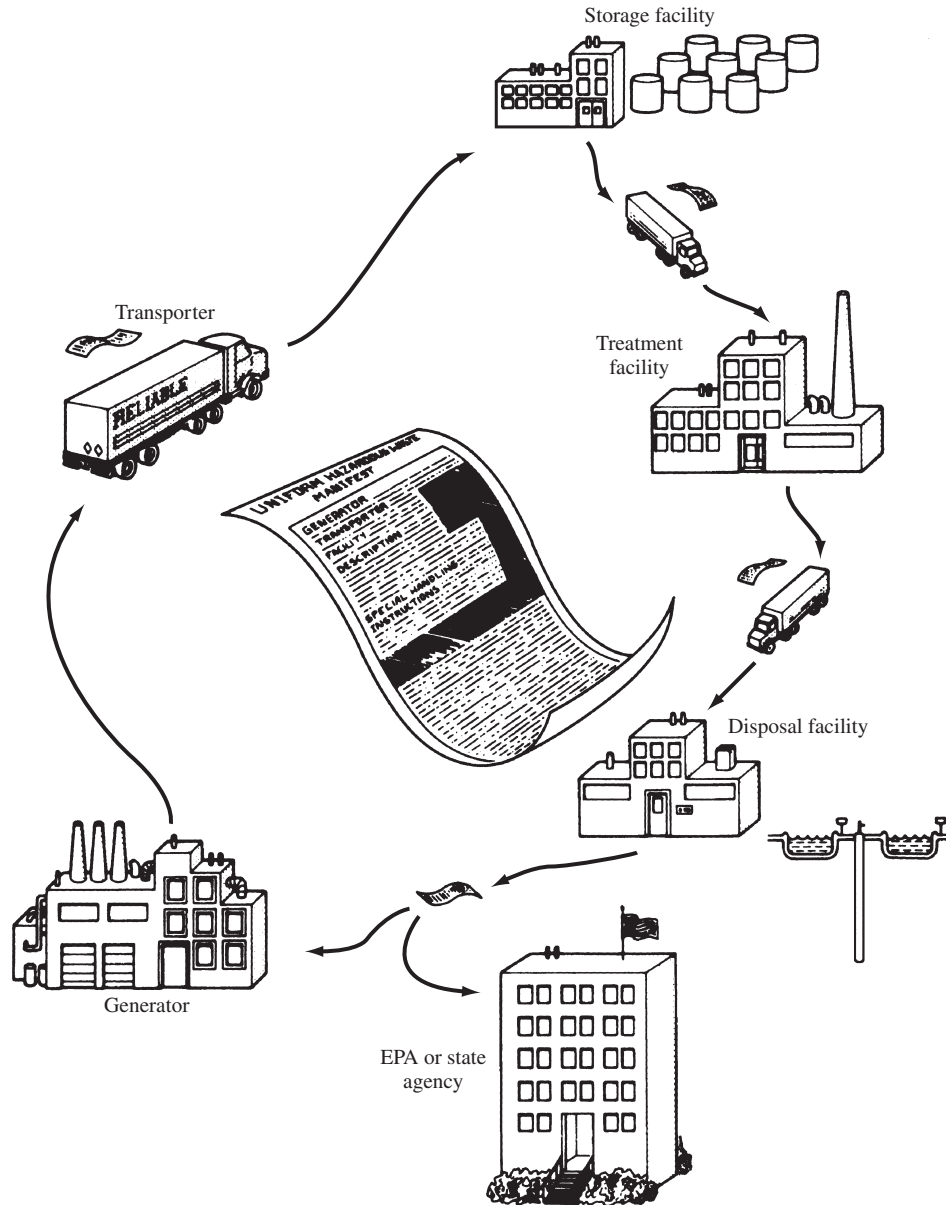 Storage facility
Transporter
RELIABLE
Treatment
facility
UNIFORM HAZARDOUS WASTE
MANIFEST
GENERATOR
TRANSPORTER
FACILITY
DESCRIPTION
SPECIAL HANDLING
INSTRUCTIONS
Disposal facility
Generator
EPA or state
agency